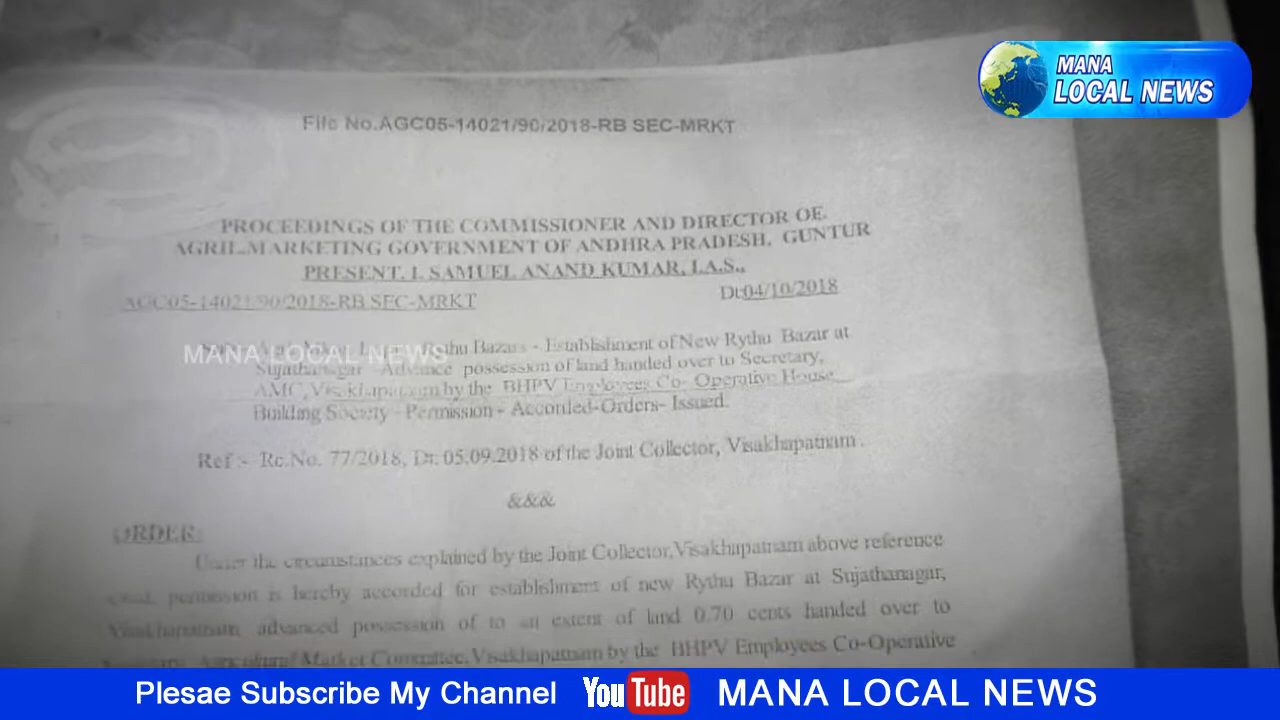 MANA
LOCAL NEWS
File No.AGC05-14021/90/2018-RB SEC-MRKT
PROCEEDINGS OF THE COMMISSIONER AND DIRECTOR OF
AGRIL.MARKETING GOVERNMENT OF ANDHRA PRADESH, GUNTUR
PRESENT. I. SAMUEL ANAND KUMAR, I.A.S.,
AGC05-14021/90/2018-RB SEC-MRKT Dt:04/10/2018
Rythu Bazars - Establishment of New Rythu Bazar at
MANA LOCAL NEWS
Sujathanagar -Advance possession of land handed over to Secretary,
AMC,Visakhapatnam by the BHPV Employees Co- Operative House
Building Society -Permission - Accorded-Orders- Issued.
Ref :- Rc.No. 77/2018, Dt: 05.09.2018 of the Joint Collector, Visakhapatnam .
&&&
ORDER:
Under the circumstances explained by the Joint Collector,Visakhapatnam above reference
permission is hereby accorded for establishment of new Rythu Bazar at Sujathanagar,
Visakhapatnam advanced possession of to an extent of land 0.70 cents handed over to
Agricultural Market Committee,Visakhapatnam by the BHPV Employees Co-Operative
Plesae Subscribe My Channel YouTube MANA LOCAL NEWS